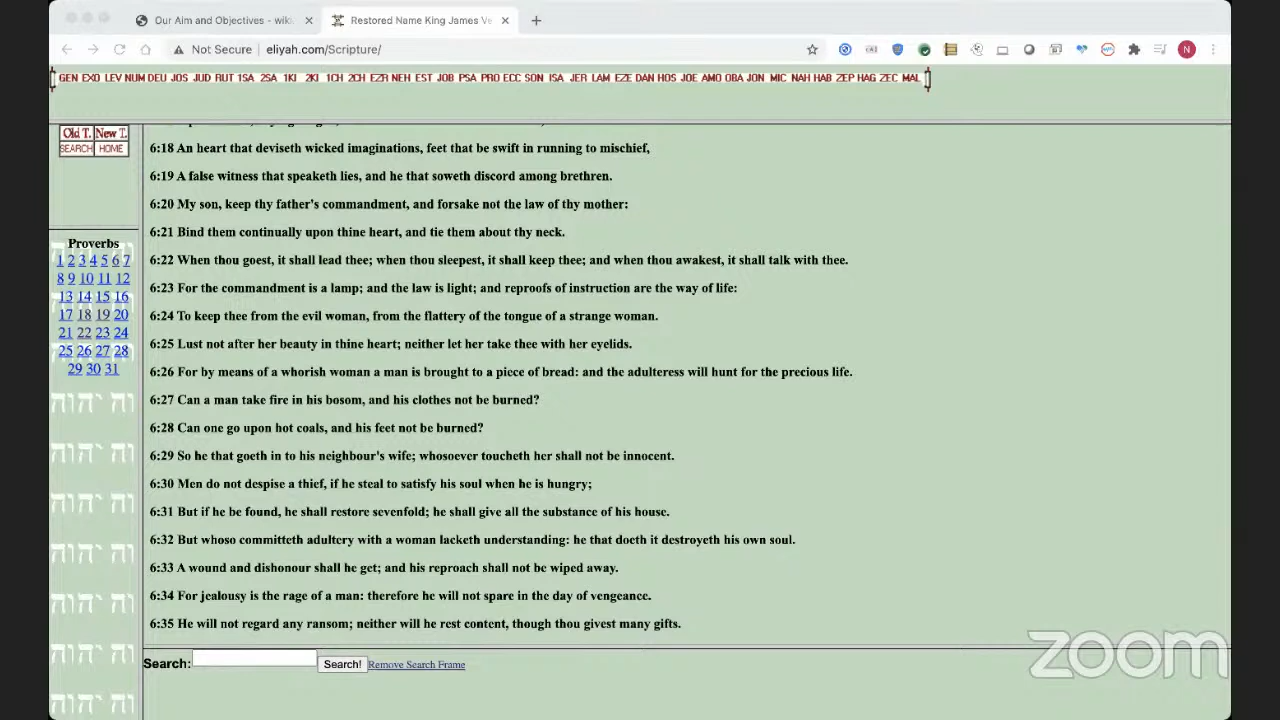 Our Aim and Objectives - wiki
Restored Name King James Ve
Not Secure
eliyah.com/Scripture/
N
GEN EXO LEV NUM DEU JOS JUD RUT 1SA 2SA 1KI 2KI 1CH 2CH EZR NEH EST JOB PSA PRO ECC SON ISA JER LAM EZE DAN HOS JOE AMO OBA JON MIC NAH HAB ZEP HAG ZEC MAL
Old T. New T.
SEARCH HOME
Proverbs
1 2 3 4 5 6 7
8 9 10 11 12
13 14 15 16
17 18 19 20
21 22 23 24
25 26 27 28
29 30 31
וה יהוה
וה יהוה
וה יהוה
וה יהוה
וה יהוה
וה יהוה
וה יהוה
6:18 An heart that deviseth wicked imaginations, feet that be swift in running to mischief,
6:19 A false witness that speaketh lies, and he that soweth discord among brethren.
6:20 My son, keep thy father's commandment, and forsake not the law of thy mother:
6:21 Bind them continually upon thine heart, and tie them about thy neck.
6:22 When thou goest, it shall lead thee; when thou sleepest, it shall keep thee; and when thou awakest, it shall talk with thee.
6:23 For the commandment is a lamp; and the law is light; and reproofs of instruction are the way of life:
6:24 To keep thee from the evil woman, from the flattery of the tongue of a strange woman.
6:25 Lust not after her beauty in thine heart; neither let her take thee with her eyelids.
6:26 For by means of a whorish woman a man is brought to a piece of bread: and the adulteress will hunt for the precious life.
6:27 Can a man take fire in his bosom, and his clothes not be burned?
6:28 Can one go upon hot coals, and his feet not be burned?
6:29 So he that goeth in to his neighbour's wife; whosoever toucheth her shall not be innocent.
6:30 Men do not despise a thief, if he steal to satisfy his soul when he is hungry;
6:31 But if he be found, he shall restore sevenfold; he shall give all the substance of his house.
6:32 But whoso committeth adultery with a woman lacketh understanding: he that doeth it destroyeth his own soul.
6:33 A wound and dishonour shall he get; and his reproach shall not be wiped away.
6:34 For jealousy is the rage of a man: therefore he will not spare in the day of vengeance.
6:35 He will not regard any ransom; neither will he rest content, though thou givest many gifts.
Search: Search! Remove Search Frame
zoom